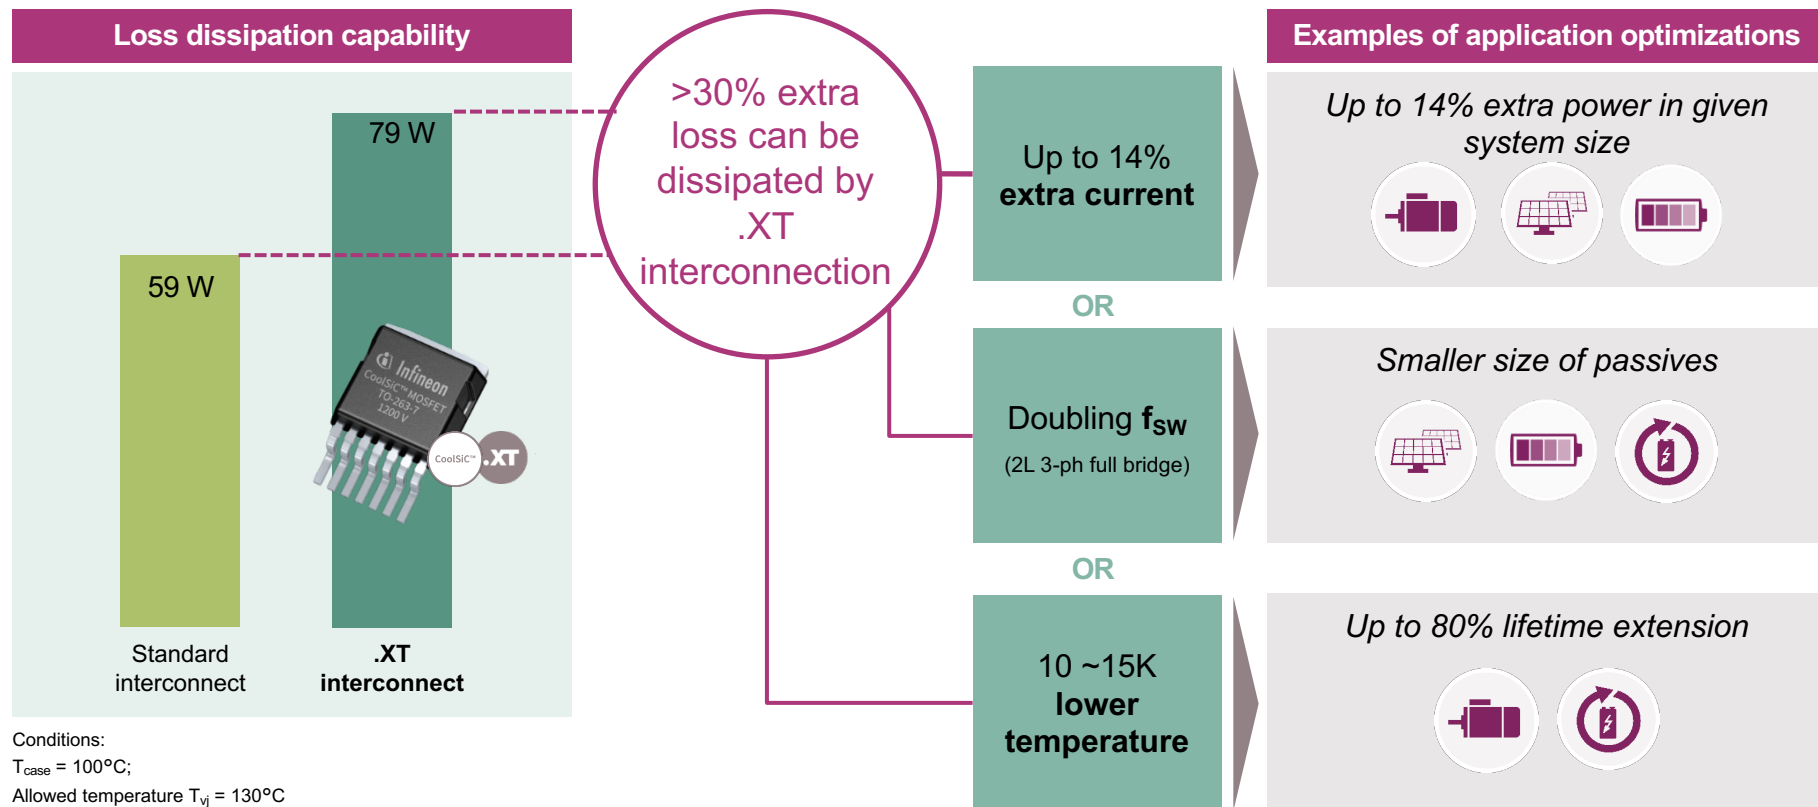 Loss dissipation capability
79 W
59 W
Infineon
CoolSiC™ MOSFET
TO-263-7
1200 V
CoolSiC™
.XT
Standard
interconnect
.XT
interconnect
Conditions:
Tcase = 100°C;
Allowed temperature Tvj = 130°C
>30% extra
loss can be
dissipated by
.XT
interconnection
Up to 14%
extra current
OR
Doubling fsw
(2L 3-ph full bridge)
OR
10 ~15K
lower
temperature
Examples of application optimizations
Up to 14% extra power in given
system size
Smaller size of passives
Up to 80% lifetime extension